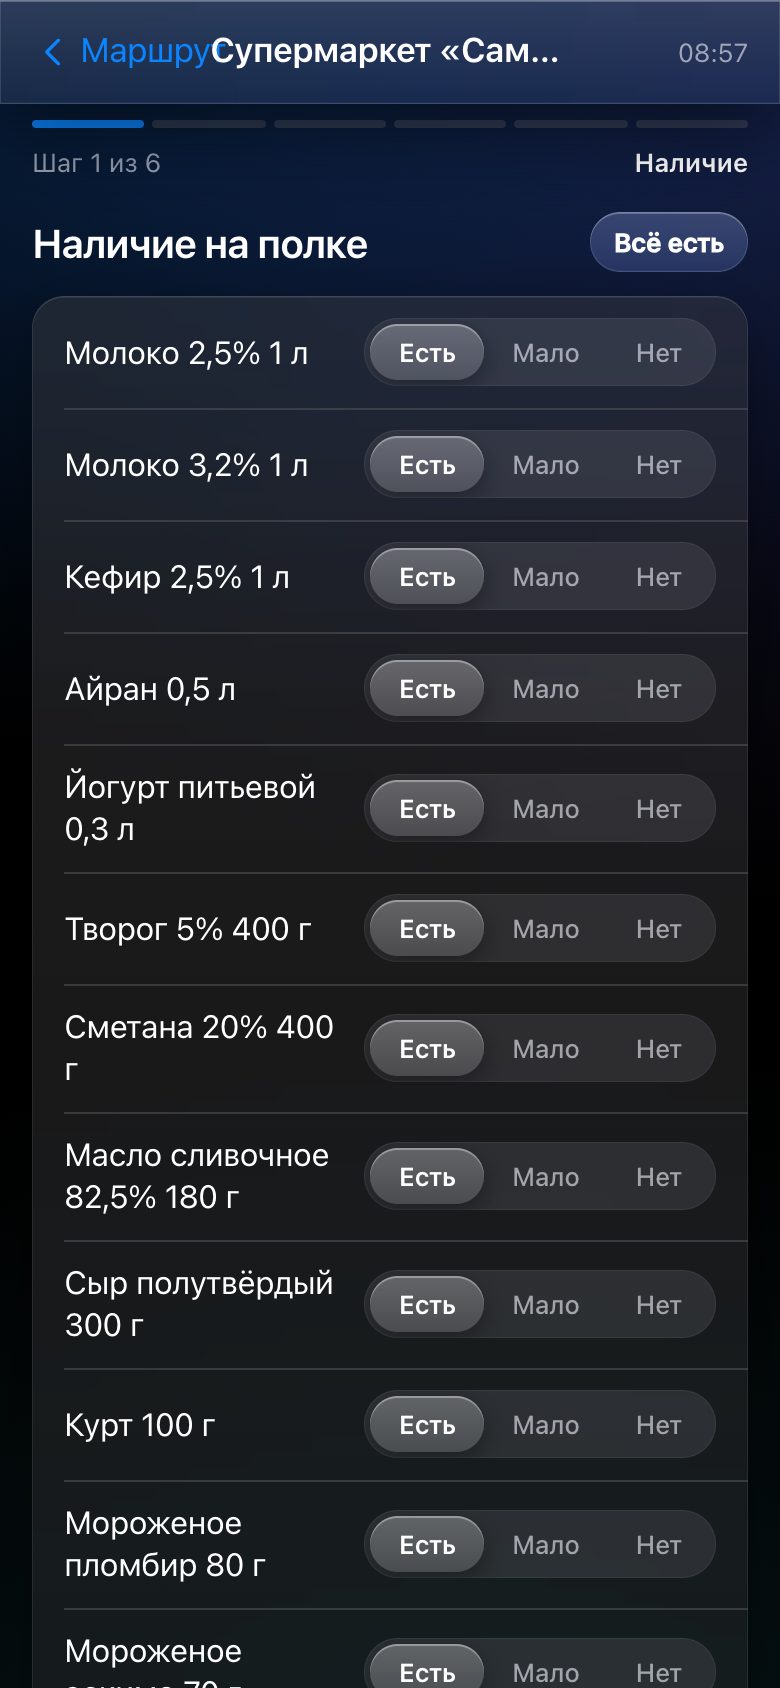 Маршрут Супермаркет «Сам... 08:57
Шаг 1 из 6 Наличие
Наличие на полке Всё есть
Молоко 2,5% 1 л Есть Мало Нет
Молоко 3,2% 1 л Есть Мало Нет
Кефир 2,5% 1 л Есть Мало Нет
Айран 0,5 л Есть Мало Нет
Йогурт питьевой
0,3 л Есть Мало Нет
Творог 5% 400 г Есть Мало Нет
Сметана 20% 400
г Есть Мало Нет
Масло сливочное
82,5% 180 г Есть Мало Нет
Сыр полутвёрдый
300 г Есть Мало Нет
Курт 100 г Есть Мало Нет
Мороженое
пломбир 80 г Есть Мало Нет
Мороженое
Есть Мало Нет